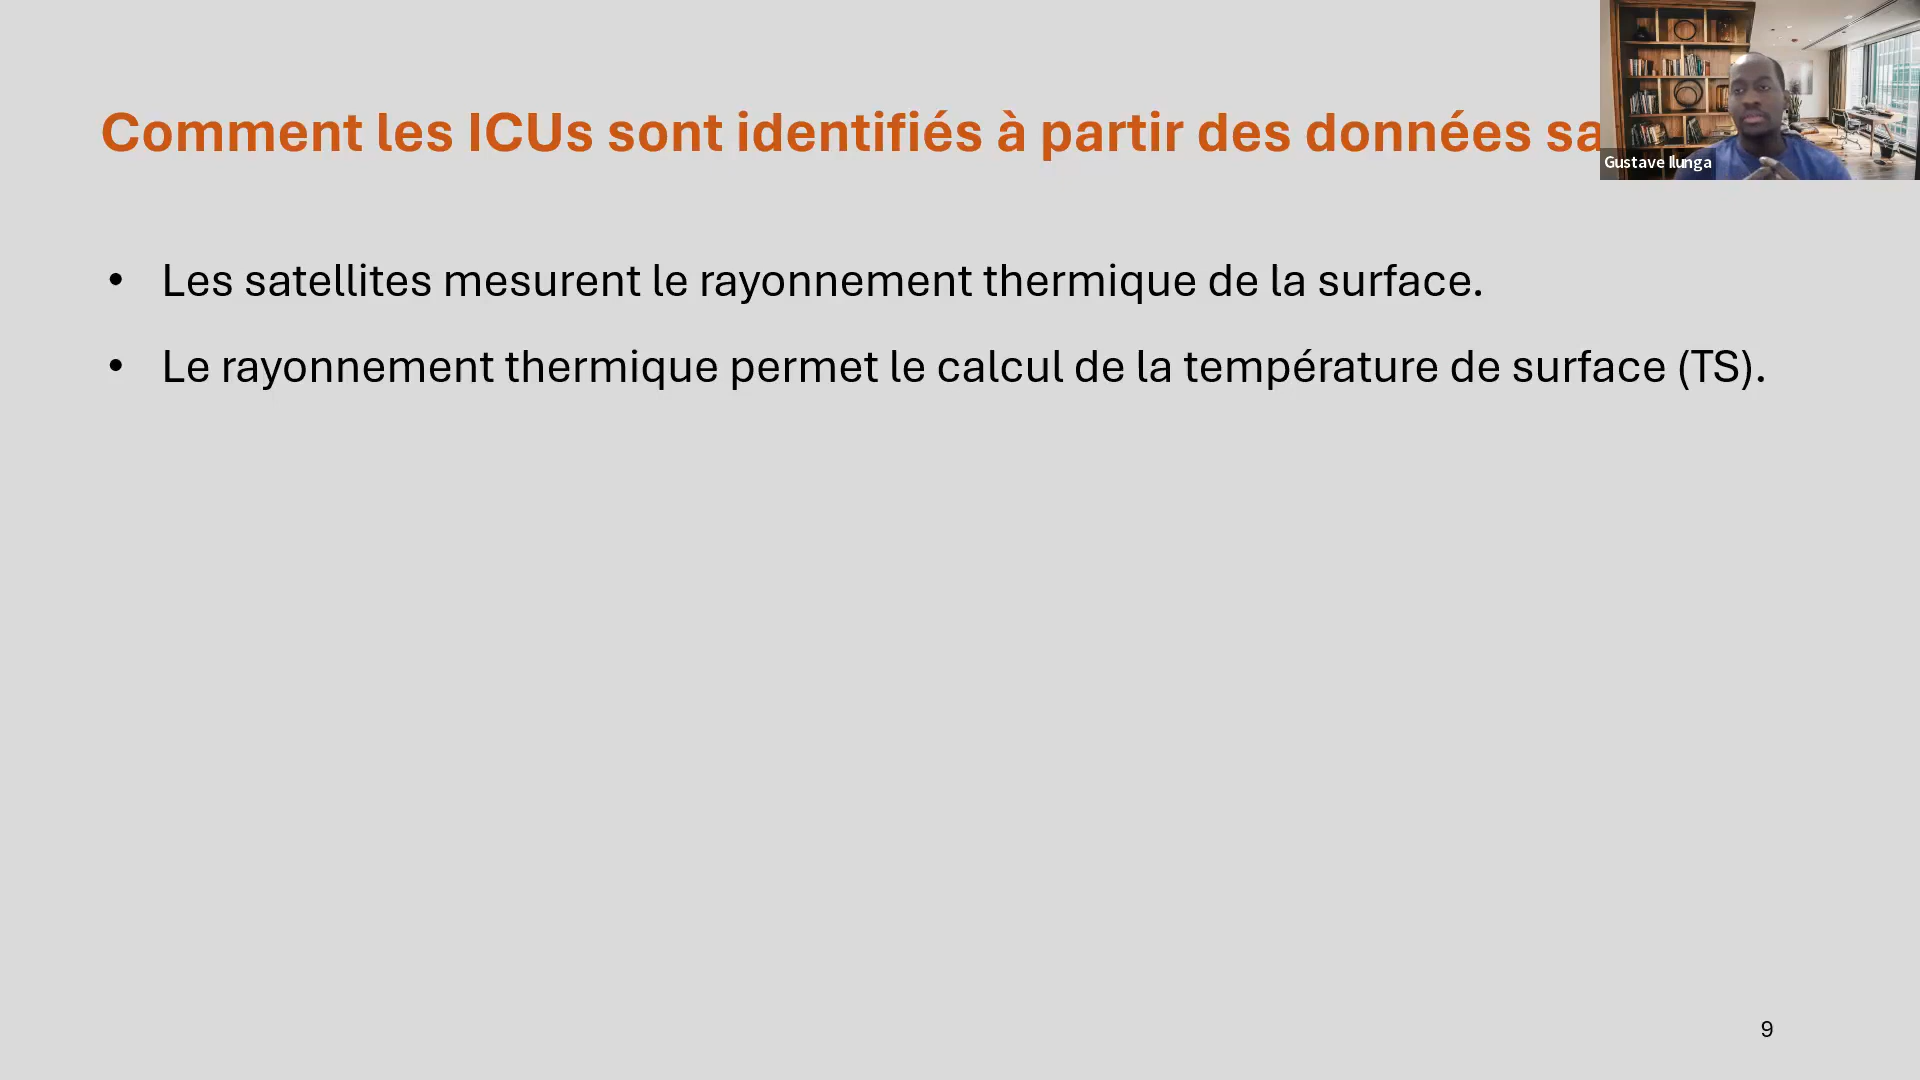 Comment les ICUs sont identifiés à partir des données
Gustave Ilunga
• Les satellites mesurent le rayonnement thermique de la surface.
• Le rayonnement thermique permet le calcul de la température de surface (TS).
9